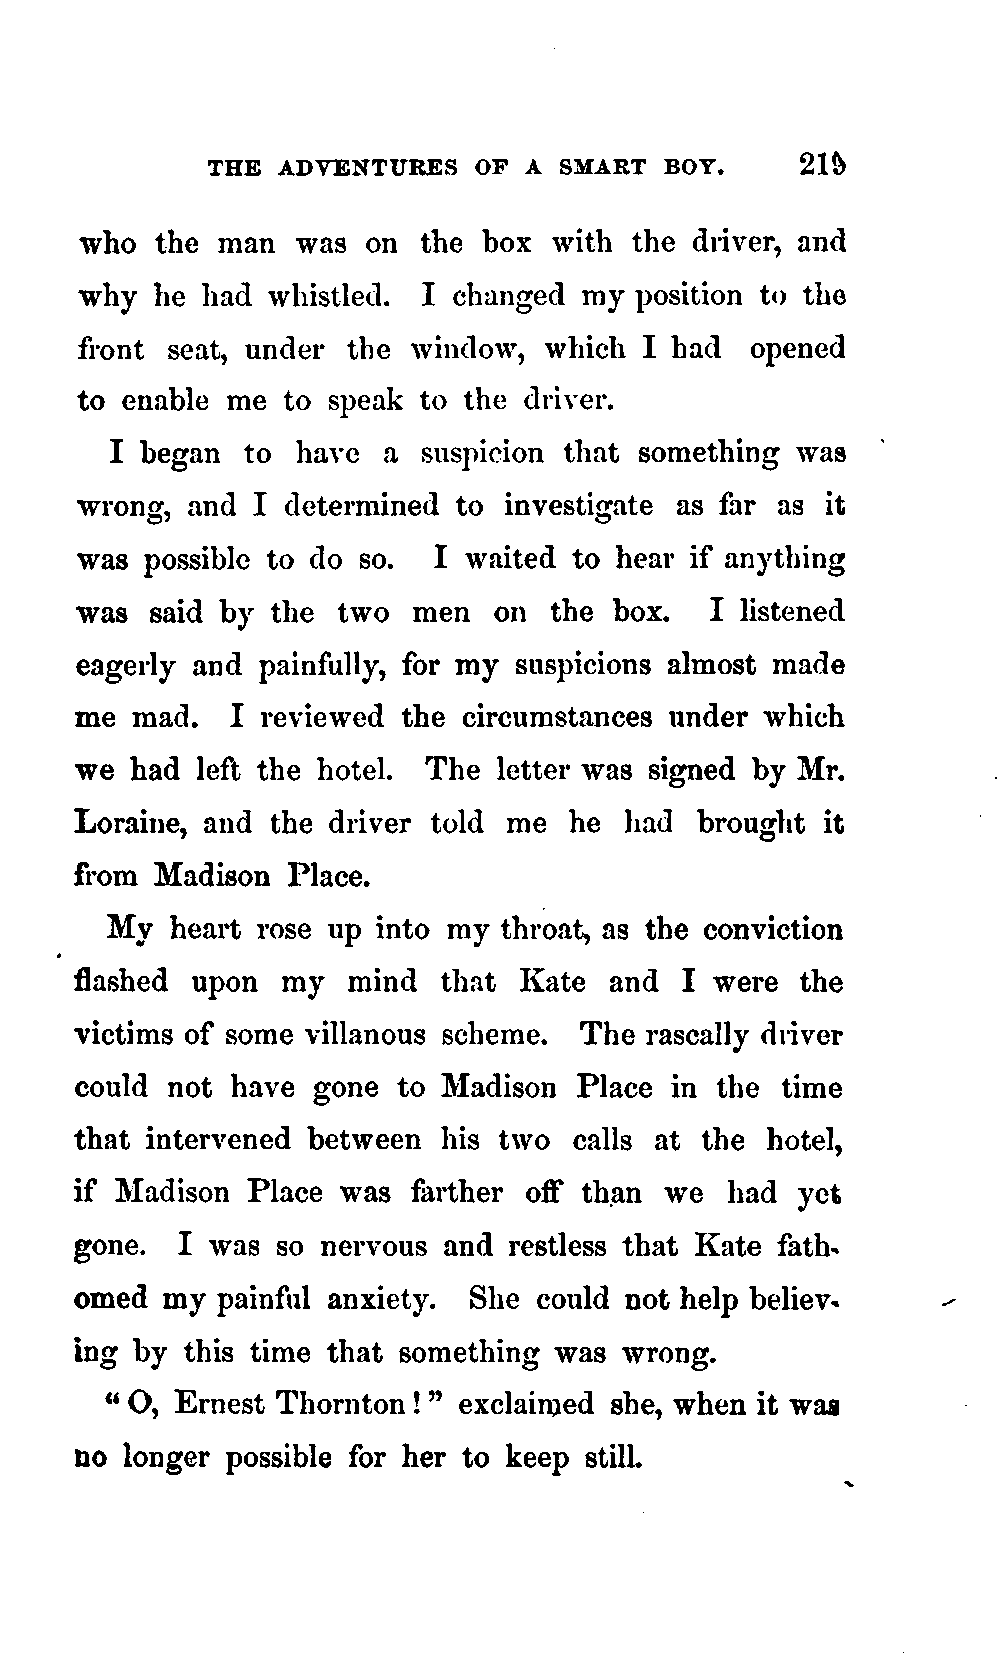 THE ADVENTURES OF A SMART BOY. 219
who the man was on the box with the driver, and
why he had whistled. I changed my position to the
front seat, under the window, which I had opened
to enable me to speak to the driver.
I began to have a suspicion that something was
wrong, and I determined to investigate as far as it
was possible to do so. I waited to hear if anything
was said by the two men on the box. I listened
eagerly and painfully, for my suspicions almost made
me mad. I reviewed the circumstances under which
we had left the hotel. The letter was signed by Mr.
Loraine, and the driver told me he had brought it
from Madison Place.
My heart rose up into my throat, as the conviction
flashed upon my mind that Kate and I were the
victims of some villanous scheme. The rascally driver
could not have gone to Madison Place in the time
that intervened between his two calls at the hotel,
if Madison Place was farther off than we had yet
gone. I was so nervous and restless that Kate fath-
omed my painful anxiety. She could not help believ-
ing by this time that something was wrong.
"O, Ernest Thornton!" exclaimed she, when it was
no longer possible for her to keep still.